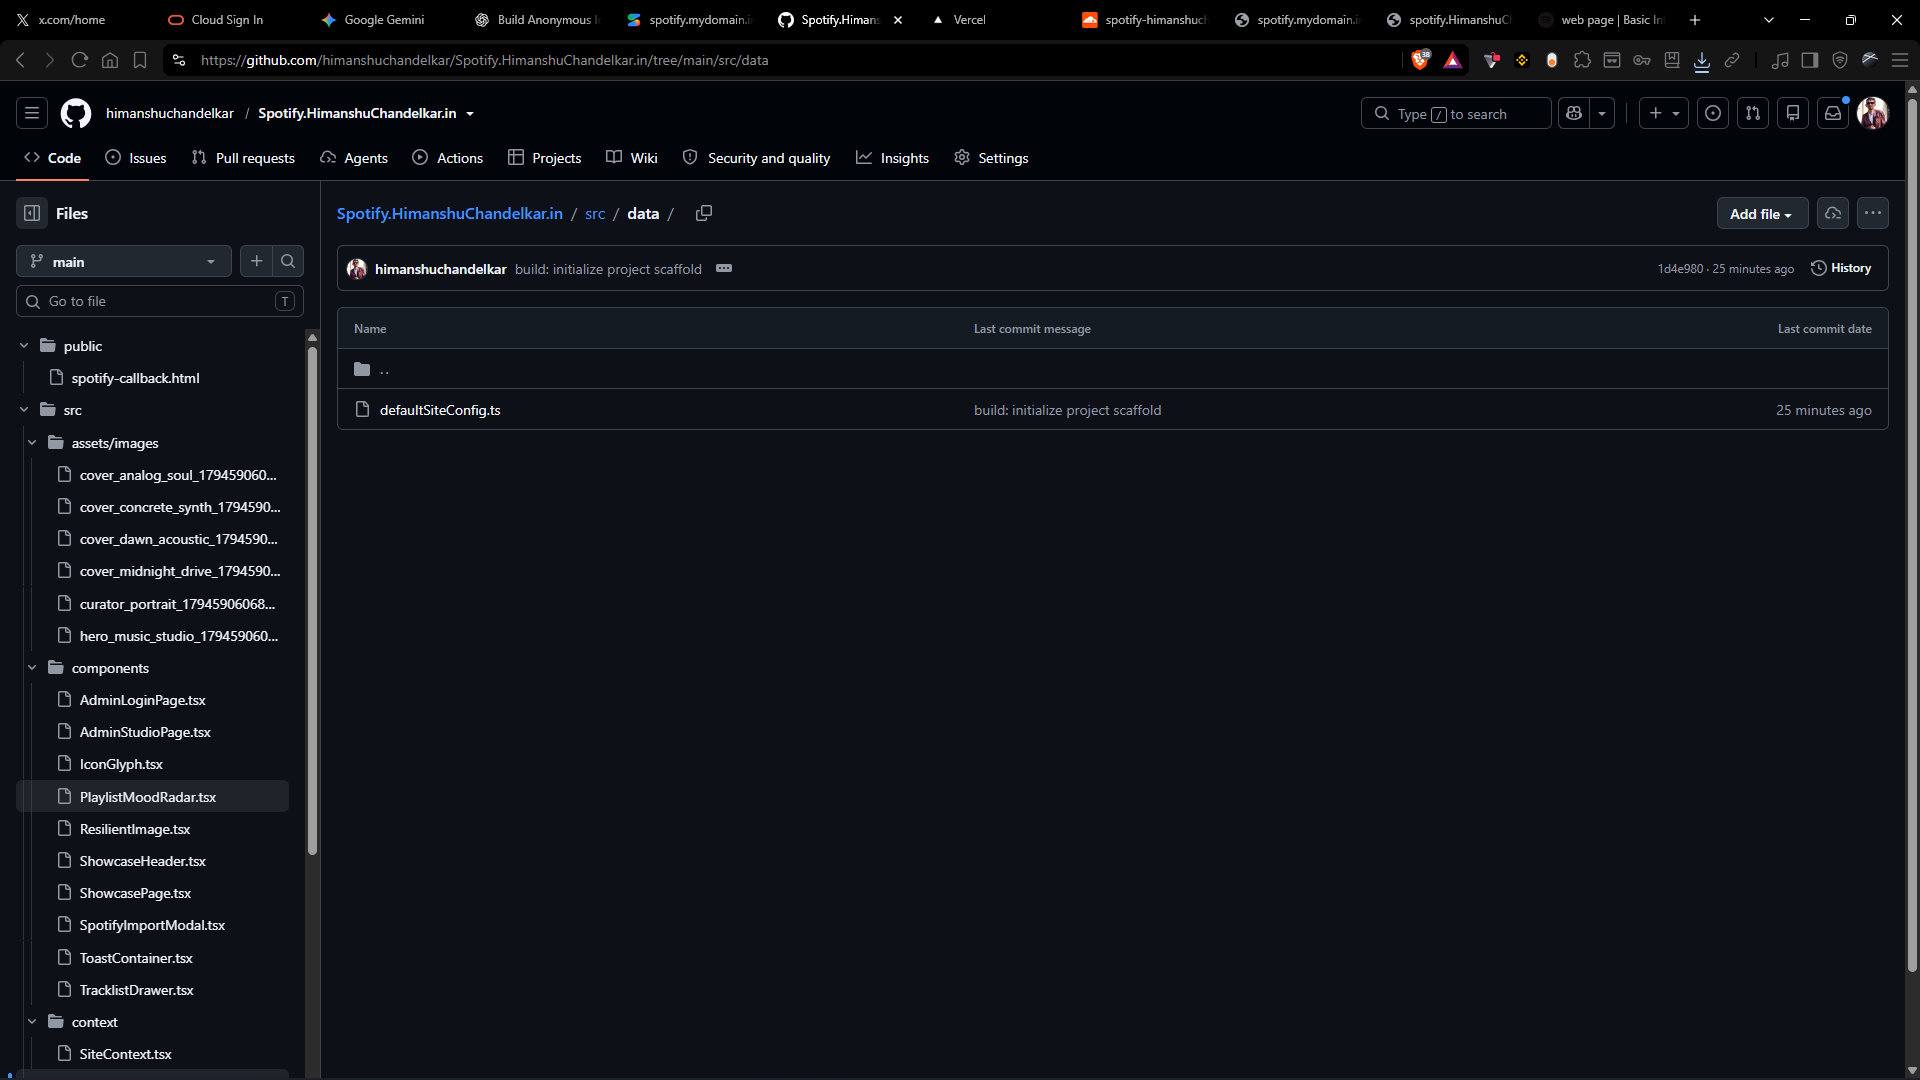 x.com/home
Cloud Sign In
Google Gemini
Build Anonymous
spotify.mydomain.i
Spotify.Himans
Vercel
spotify-himanshuch
spotify.mydomain.i
spotify.HimanshuC
web page | Basic In
https://github.com/himanshuchandelkar/Spotify.HimanshuChandelkar.in/tree/main/src/data
38
himanshuchandelkar / Spotify.HimanshuChandelkar.in
Type / to search
Code
Issues
Pull requests
Agents
Actions
Projects
Wiki
Security and quality
Insights
Settings
Files
Spotify.HimanshuChandelkar.in / src / data /
Add file
main
himanshuchandelkar build: initialize project scaffold
1d4e980 · 25 minutes ago
History
Go to file
T
Name
Last commit message
Last commit date
..
defaultSiteConfig.ts
build: initialize project scaffold
25 minutes ago
public
spotify-callback.html
src
assets/images
cover_analog_soul_179459060...
cover_concrete_synth_1794590...
cover_dawn_acoustic_1794590...
cover_midnight_drive_1794590...
curator_portrait_17945906068...
hero_music_studio_179459060...
components
AdminLoginPage.tsx
AdminStudioPage.tsx
IconGlyph.tsx
PlaylistMoodRadar.tsx
ResilientImage.tsx
ShowcaseHeader.tsx
ShowcasePage.tsx
SpotifyImportModal.tsx
ToastContainer.tsx
TracklistDrawer.tsx
context
SiteContext.tsx